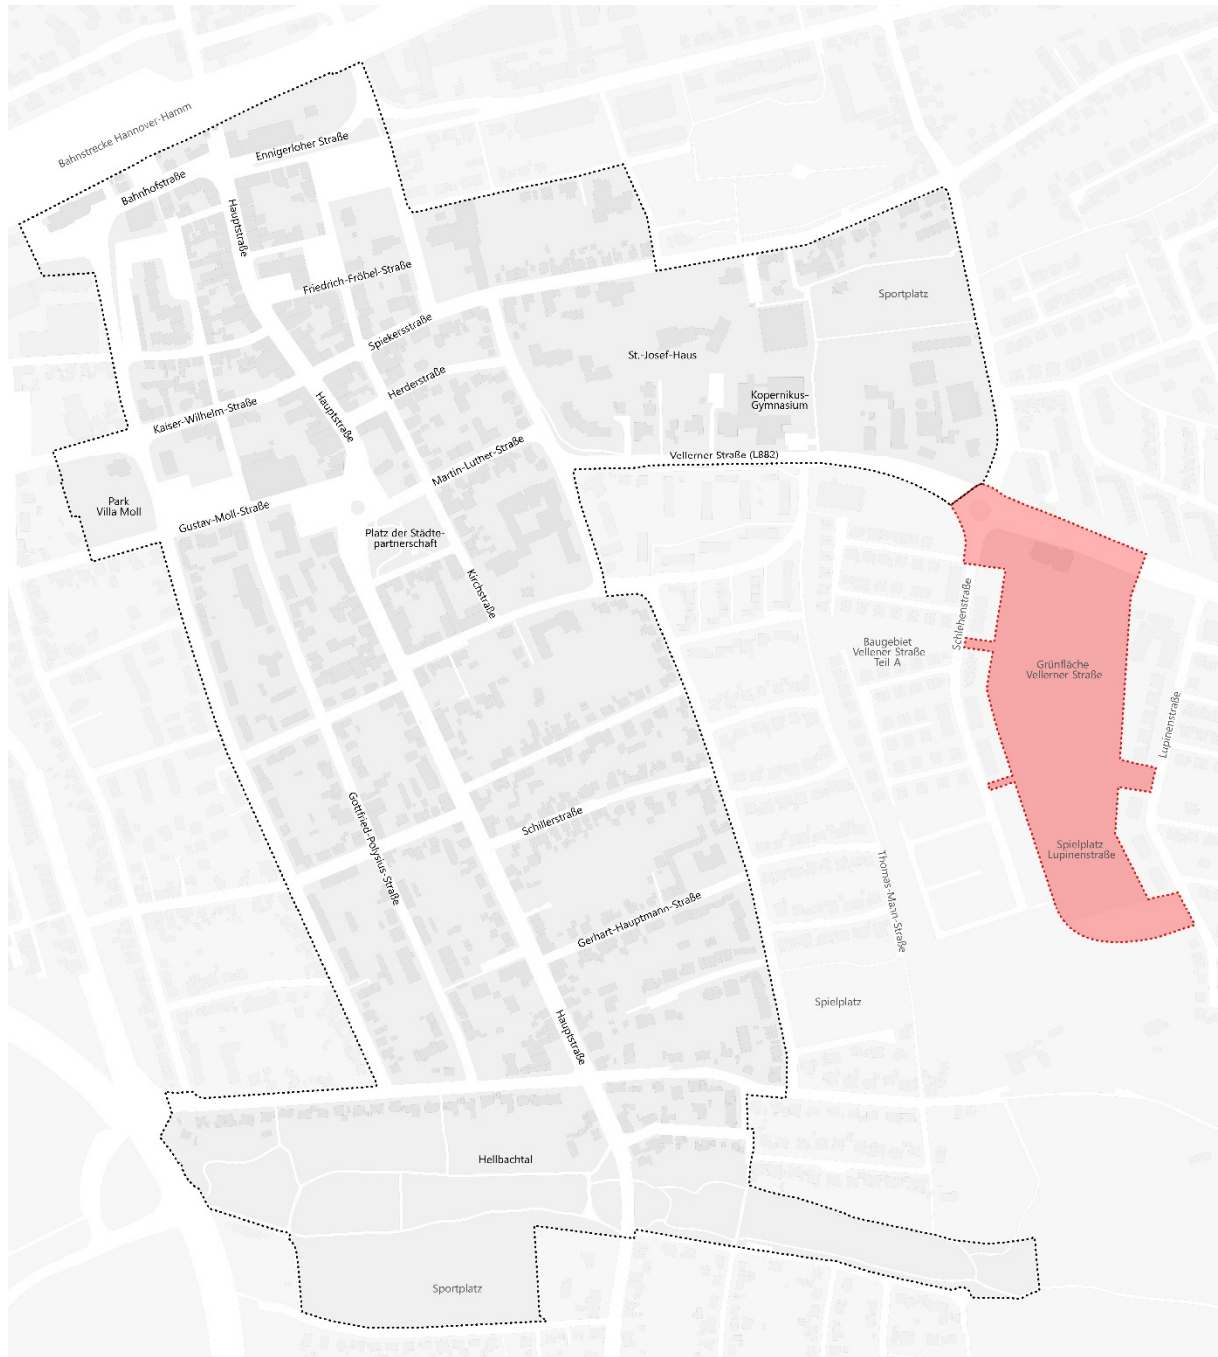 Bahnstrecke Hannover-Hamm
Ennigerloher Straße
Bahnhofstraße
Hauptstraße
Friedrich-Fröbel-Straße
Sportplatz
Spiekersstraße
St.-Josef-Haus
Herderstraße
Kopernikus-
Gymnasium
Kaiser-Wilhelm-Straße
Hauptstraße
Martin-Luther-Straße
Vellerner Straße (L882)
Park
Villa Moll
Gustav-Moll-Straße
Platz der Städte-
partnerschaft
Kirchstraße
Schlehenstraße
Baugebiet
Vellener Straße
Teil A
Grünfläche
Vellerner Straße
Lupinenstraße
Gottfried-Polysius-Straße
Schillerstraße
Spielplatz
Lupinenstraße
Thomas-Mann-Straße
Gerhart-Hauptmann-Straße
Spielplatz
Hauptstraße
Hellbachtal
Sportplatz